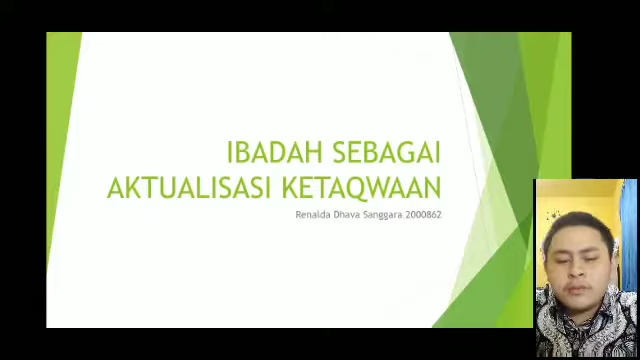 IBADAH SEBAGAI
AKTUALISASI KETAQWAAN
Renalda Dhava Sanggara 2000862